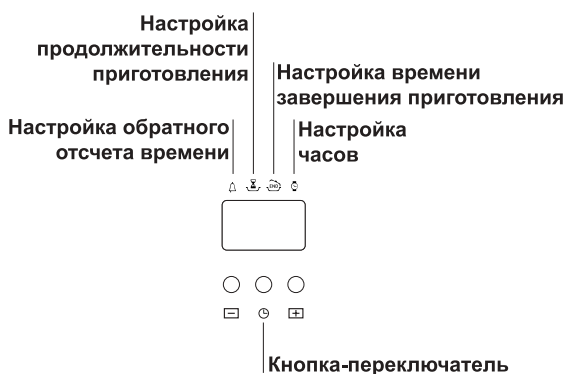 Настройка
продолжительности
приготовления
Настройка времени
завершения приготовления
Настройка обратного
отсчета времени
Настройка
часов
END
Кнопка-переключатель